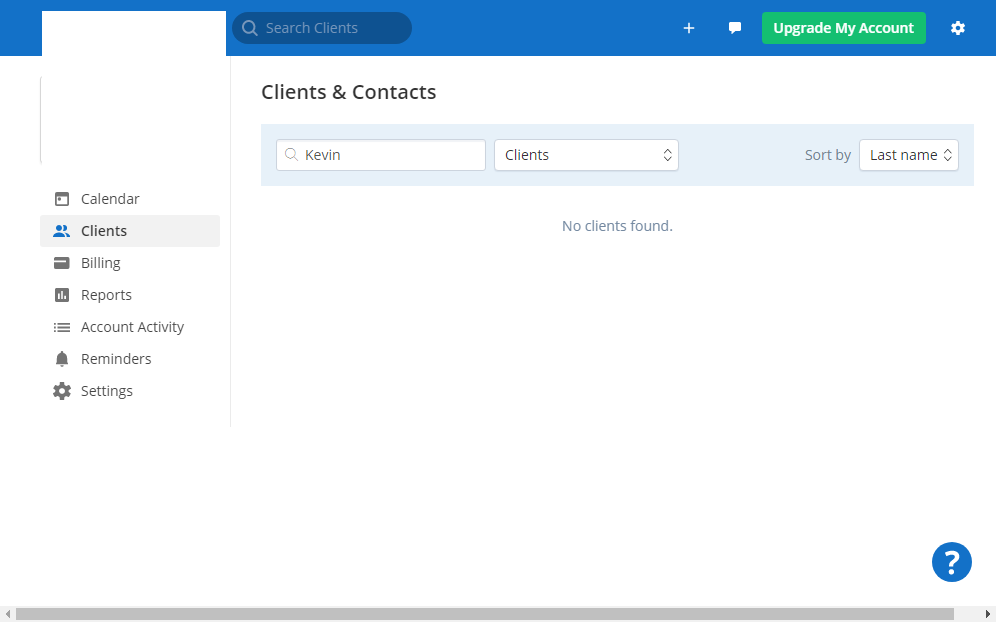 Search Clients
+
Upgrade My Account
Clients & Contacts
Kevin
Clients
Sort by
Last name
No clients found.
Calendar
Clients
Billing
Reports
Account Activity
Reminders
Settings
?